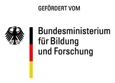 GEFÖRDERT VOM
Bundesministerium
für Bildung
und Forschung